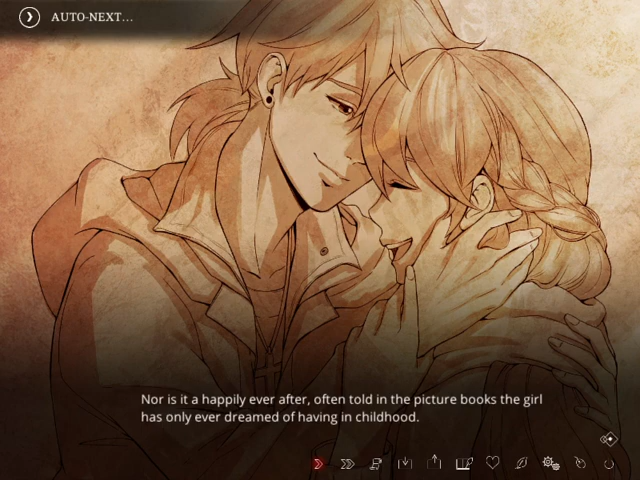 AUTO-NEXT...
Nor is it a happily ever after, often told in the picture books the girl
has only ever dreamed of having in childhood.